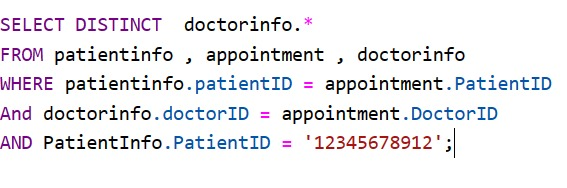 SELECT DISTINCT  doctorinfo.*
FROM patientinfo , appointment , doctorinfo
WHERE patientinfo.patientID = appointment.PatientID
And doctorinfo.doctorID = appointment.DoctorID
AND PatientInfo.PatientID = '12345678912';